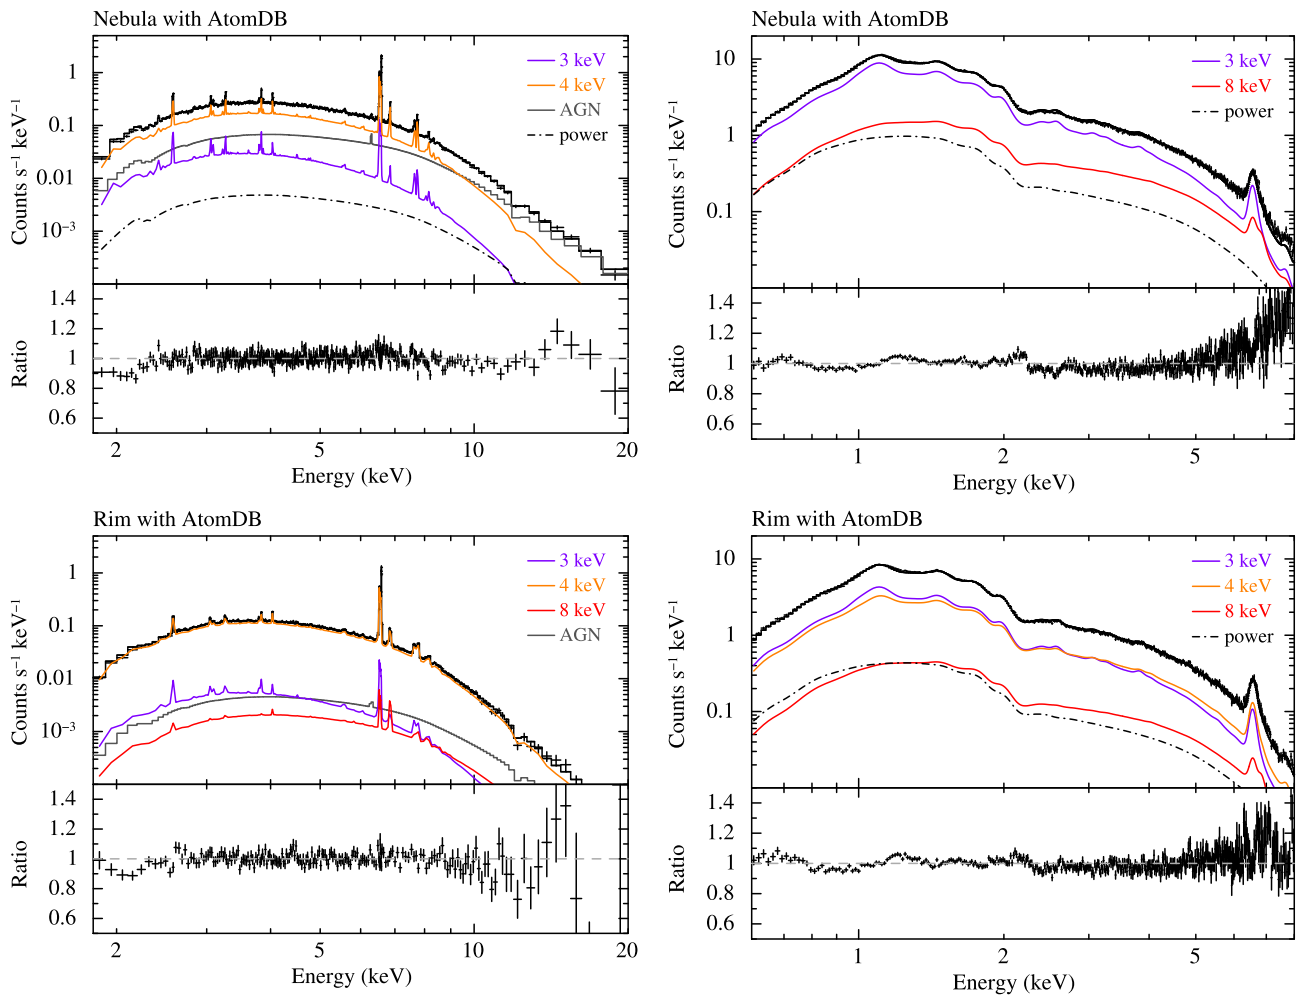 Nebula with AtomDB
3 keV
4 keV
AGN
power
1
0.1
0.01
10⁻³
Counts s⁻¹ keV⁻¹
1.4
1.2
1
0.8
0.6
Ratio
2
5
10
20
Energy (keV)
Nebula with AtomDB
3 keV
8 keV
power
10
1
0.1
Counts s⁻¹ keV⁻¹
1.4
1.2
1
0.8
0.6
Ratio
1
2
5
Energy (keV)
Rim with AtomDB
3 keV
4 keV
8 keV
AGN
1
0.1
0.01
10⁻³
Counts s⁻¹ keV⁻¹
1.4
1.2
1
0.8
0.6
Ratio
2
5
10
20
Energy (keV)
Rim with AtomDB
3 keV
4 keV
8 keV
power
10
1
0.1
Counts s⁻¹ keV⁻¹
1.4
1.2
1
0.8
0.6
Ratio
1
2
5
Energy (keV)